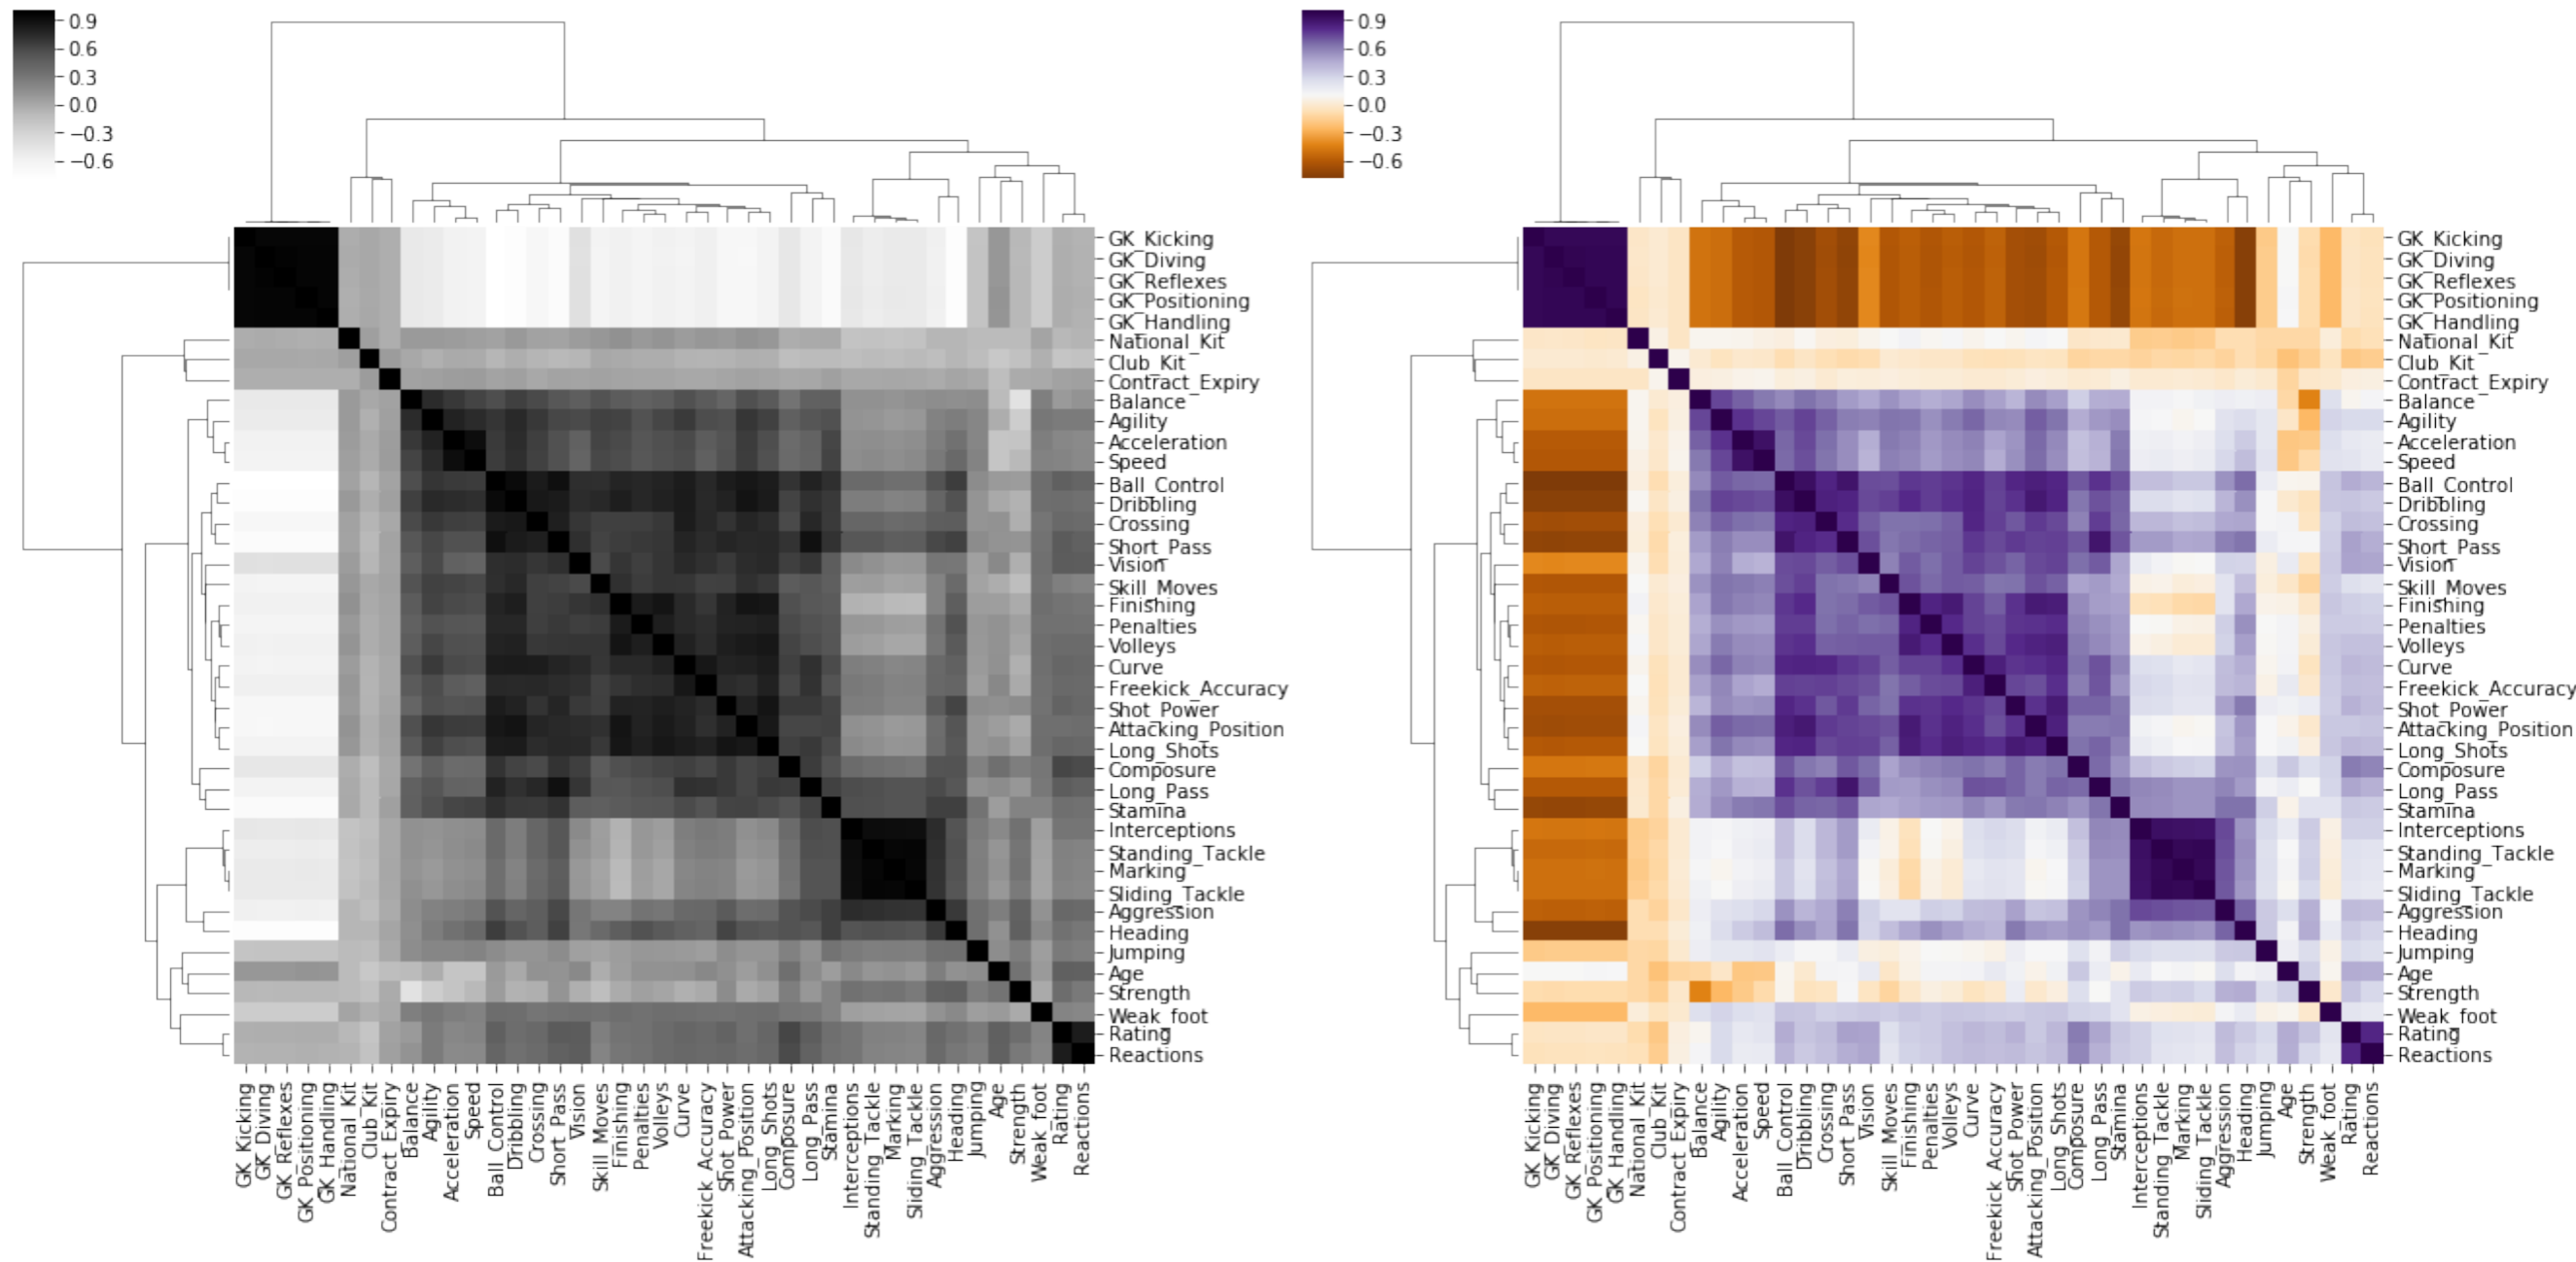 0.9
0.6
0.3
0.0
−0.3
−0.6
GK_Kicking
GK_Diving
GK_Reflexes
GK_Positioning
GK_Handling
National_Kit
Club_Kit
Contract_Expiry
Balance
Agility
Acceleration
Speed
Ball_Control
Dribbling
Crossing
Short_Pass
Vision
Skill_Moves
Finishing
Penalties
Volleys
Curve
Freekick_Accuracy
Shot_Power
Attacking_Position
Long_Shots
Composure
Long_Pass
Stamina
Interceptions
Standing_Tackle
Marking
Sliding_Tackle
Aggression
Heading
Jumping
Age
Strength
Weak_foot
Rating
Reactions
GK_Kicking
GK_Diving
GK_Reflexes
GK_Positioning
GK_Handling
National_Kit
Club_Kit
Contract_Expiry
Balance
Agility
Acceleration
Speed
Ball_Control
Dribbling
Crossing
Short_Pass
Vision
Skill_Moves
Finishing
Penalties
Volleys
Curve
Freekick_Accuracy
Shot_Power
Attacking_Position
Long_Shots
Composure
Long_Pass
Stamina
Interceptions
Standing_Tackle
Marking
Sliding_Tackle
Aggression
Heading
Jumping
Age
Strength
Weak_foot
Rating
Reactions
0.9
0.6
0.3
0.0
−0.3
−0.6
GK_Kicking
GK_Diving
GK_Reflexes
GK_Positioning
GK_Handling
National_Kit
Club_Kit
Contract_Expiry
Balance
Agility
Acceleration
Speed
Ball_Control
Dribbling
Crossing
Short_Pass
Vision
Skill_Moves
Finishing
Penalties
Volleys
Curve
Freekick_Accuracy
Shot_Power
Attacking_Position
Long_Shots
Composure
Long_Pass
Stamina
Interceptions
Standing_Tackle
Marking
Sliding_Tackle
Aggression
Heading
Jumping
Age
Strength
Weak_foot
Rating
Reactions
GK_Kicking
GK_Diving
GK_Reflexes
GK_Positioning
GK_Handling
National_Kit
Club_Kit
Contract_Expiry
Balance
Agility
Acceleration
Speed
Ball_Control
Dribbling
Crossing
Short_Pass
Vision
Skill_Moves
Finishing
Penalties
Volleys
Curve
Freekick_Accuracy
Shot_Power
Attacking_Position
Long_Shots
Composure
Long_Pass
Stamina
Interceptions
Standing_Tackle
Marking
Sliding_Tackle
Aggression
Heading
Jumping
Age
Strength
Weak_foot
Rating
Reactions